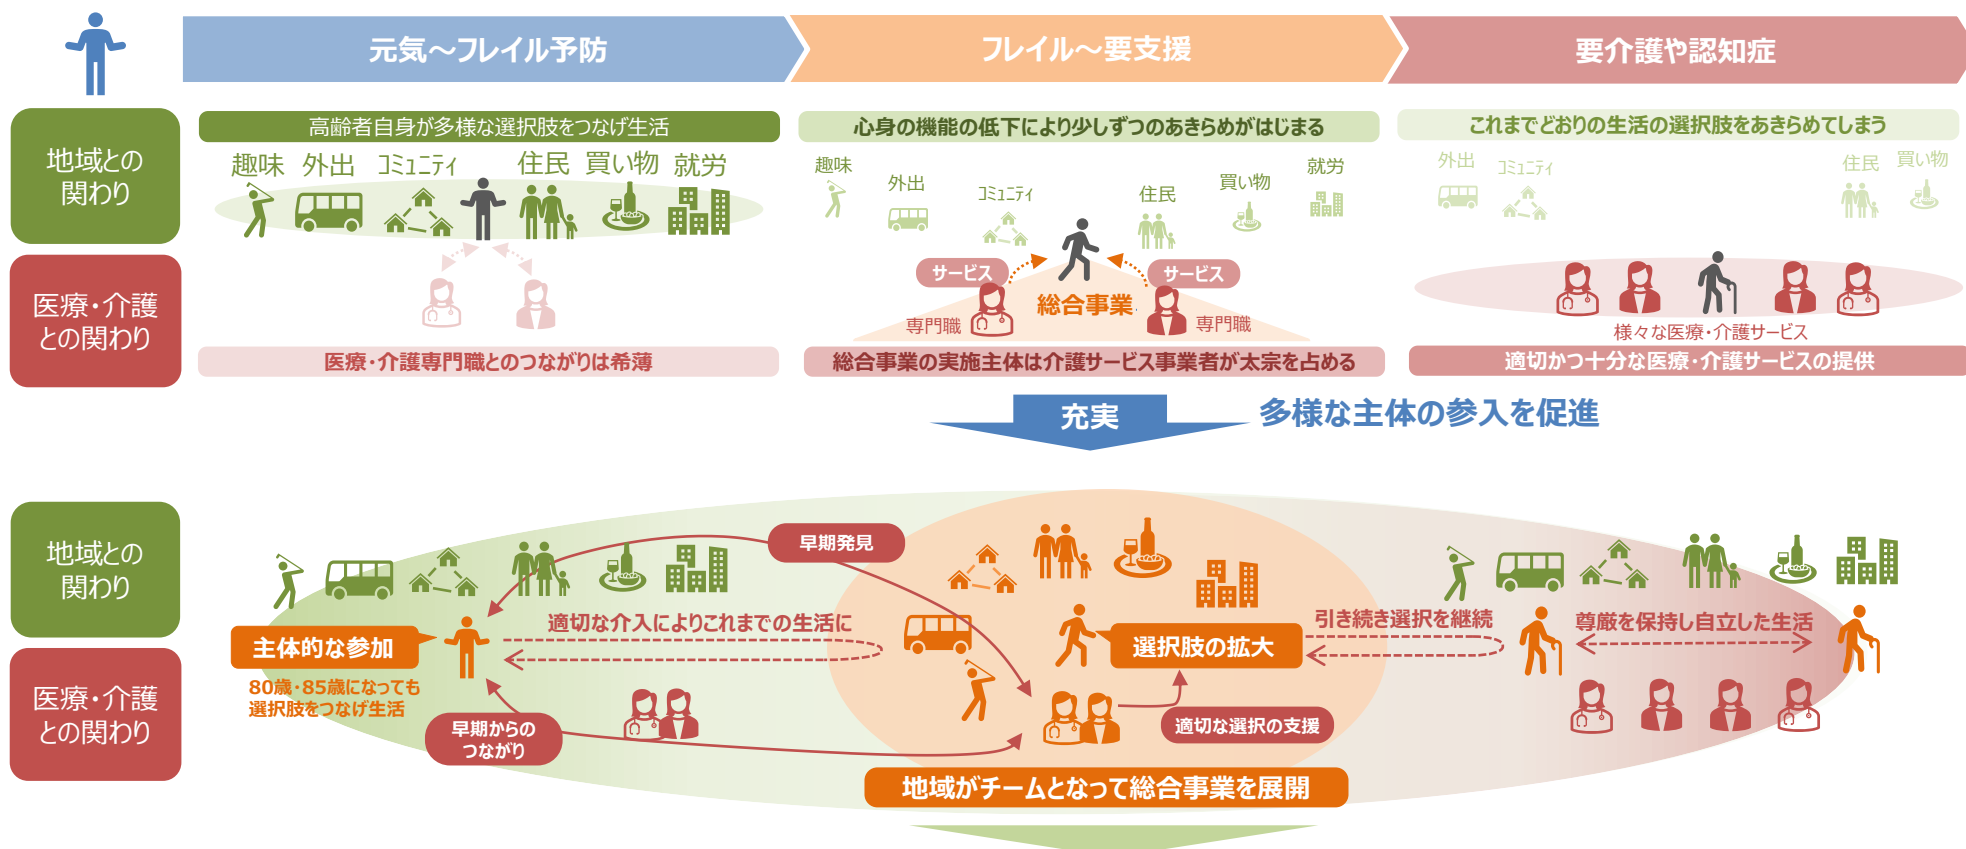 元気～フレイル予防
フレイル～要支援
要介護や認知症
地域との
関わり
高齢者自身が多様な選択肢をつなげ生活
心身の機能の低下により少しずつのあきらめがはじまる
これまでどおりの生活の選択肢をあきらめてしまう
趣味 外出 コミュニティ 住民 買い物 就労
趣味
外出
コミュニティ
住民
買い物
就労
外出
コミュニティ
住民
買い物
医療・介護
との関わり
サービス
サービス
総合事業
専門職
専門職
様々な医療・介護サービス
医療・介護専門職とのつながりは希薄
総合事業の実施主体は介護サービス事業者が太宗を占める
適切かつ十分な医療・介護サービスの提供
充実
多様な主体の参入を促進
地域との
関わり
早期発見
適切な介入によりこれまでの生活に
引き続き選択を継続
尊厳を保持し自立した生活
主体的な参加
選択肢の拡大
医療・介護
との関わり
80歳・85歳になっても
選択肢をつなげ生活
早期からの
つながり
適切な選択の支援
地域がチームとなって総合事業を展開